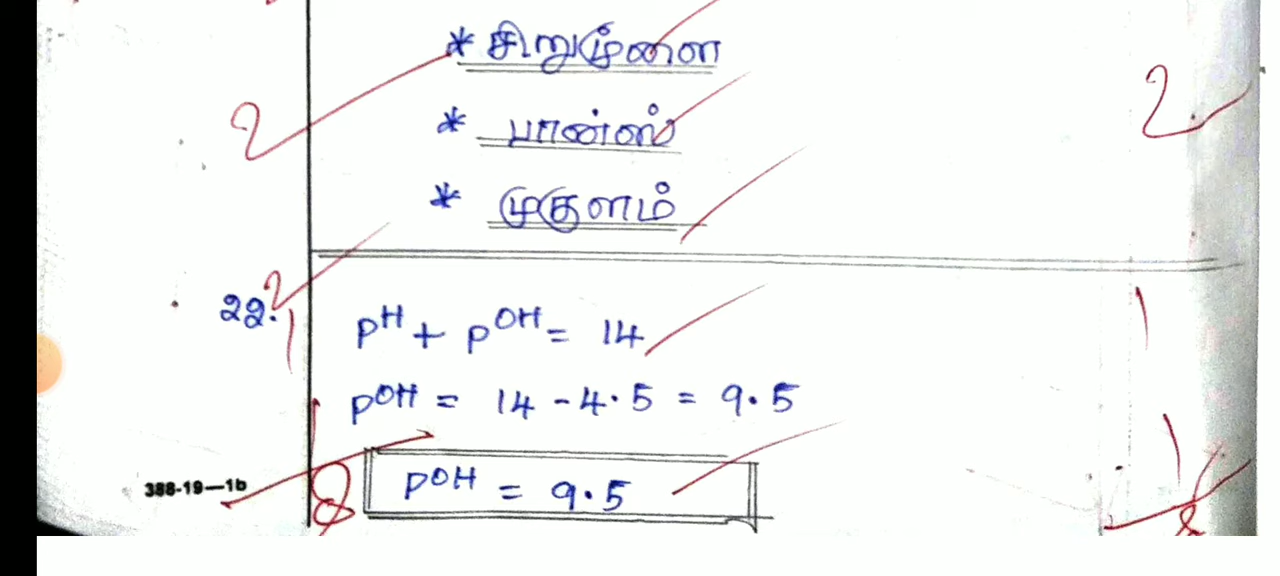 * சிறுமூளை
2
2
* பான்ஸ்
* முகுளம்
22.
2
1
pH + pOH = 14
1
pOH = 14 - 4.5 = 9.5
388-19—1b
pOH = 9.5